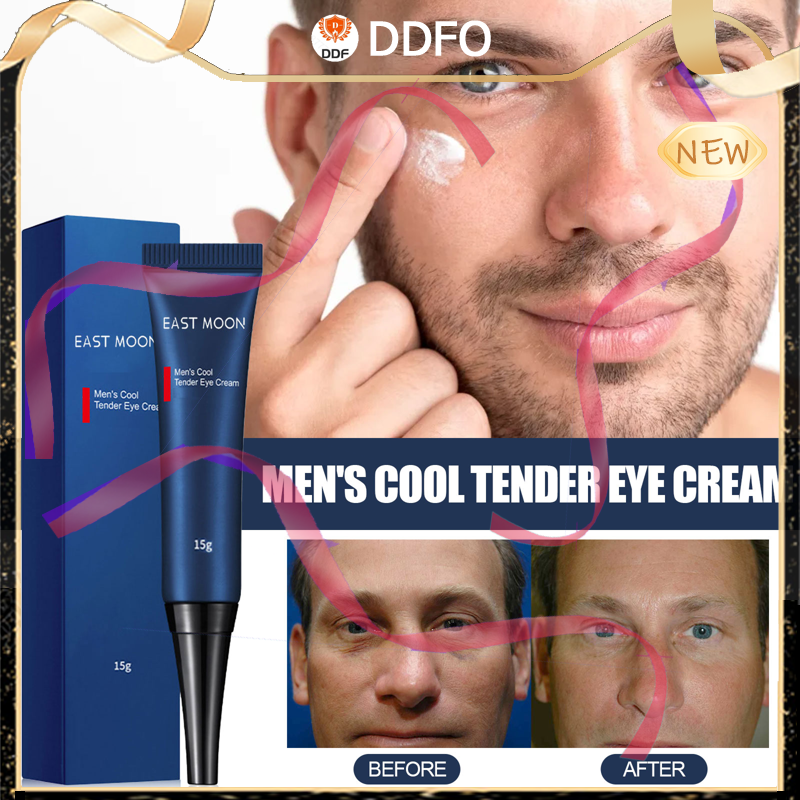 DDF
DDFO
NEW
EAST MOON
Men's Cool
Tender Eye Crea
15g
EAST MOON
Men's Cool
Tender Eye Cream
15g
MEN'S COOL TENDER EYE CREAM
BEFORE
AFTER